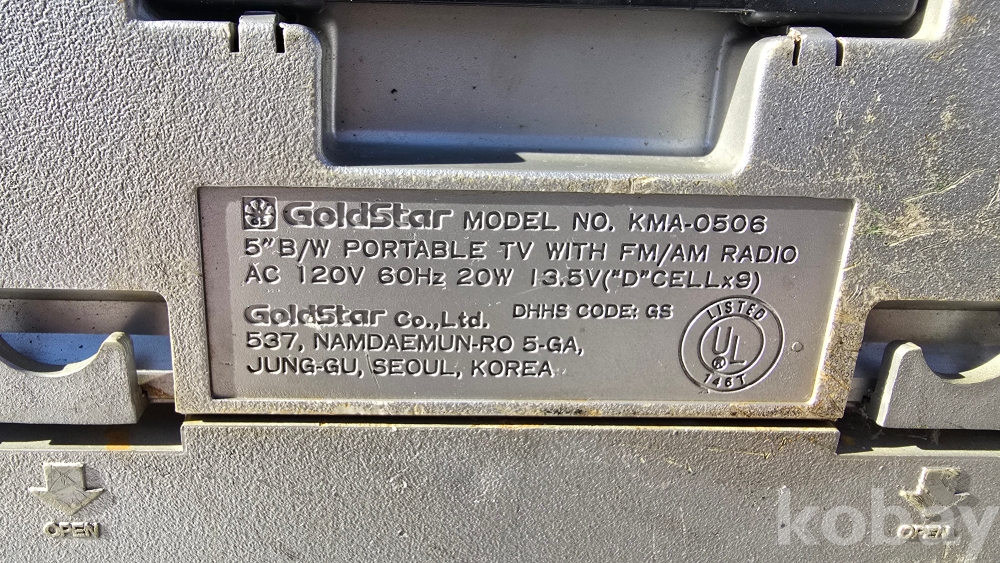 GS GoldStar MODEL NO. KMA-0506
5" B/W PORTABLE TV WITH FM/AM RADIO
AC 120V 60Hz 20W 13.5V("D"CELLx9)
GoldStar Co.,Ltd. DHHS CODE: GS
537, NAMDAEMUN-RO 5-GA,
JUNG-GU, SEOUL, KOREA
LISTED
UL
®
746T
OPEN
OPEN
kobay